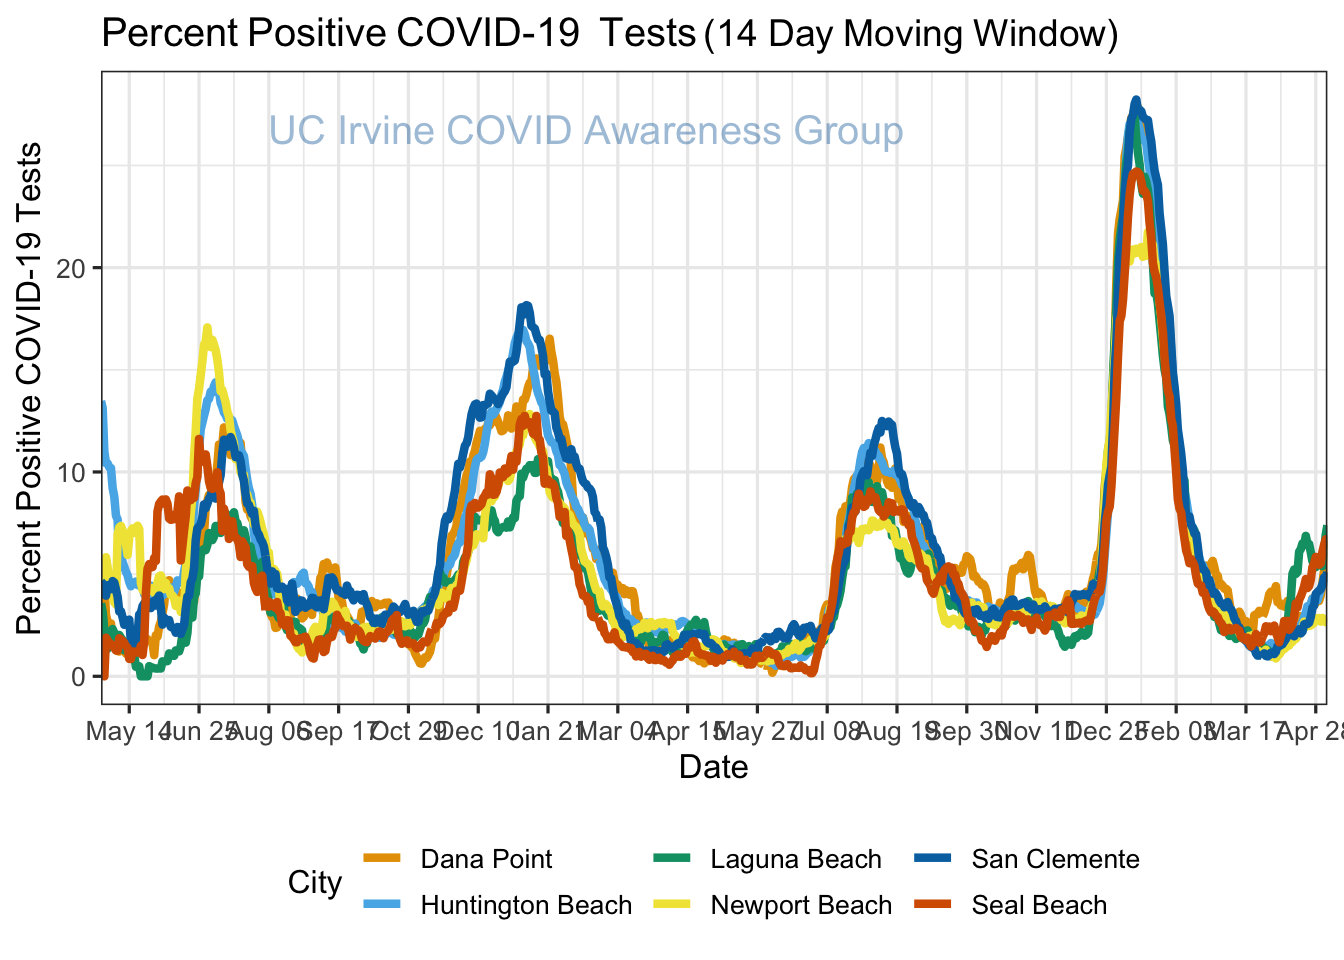 Percent Positive COVID-19 Tests (14 Day Moving Window)
UC Irvine COVID Awareness Group
Percent Positive COVID-19 Tests
20
10
0
May 14 Jun 25 Aug 06 Sep 17 Oct 29 Dec 10 Jan 21 Mar 04 Apr 15 May 27 Jul 08 Aug 19 Sep 30 Nov 11 Dec 23 Feb 03 Mar 17 Apr 28
Date
City
Dana Point Laguna Beach San Clemente
Huntington Beach Newport Beach Seal Beach